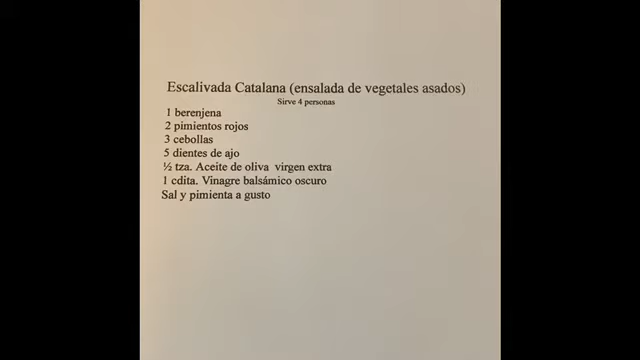 Escalivada Catalana (ensalada de vegetales asados)
Sirve 4 personas
1 berenjena
2 pimientos rojos
3 cebollas
5 dientes de ajo
½ tza. Aceite de oliva virgen extra
1 cdita. Vinagre balsámico oscuro
Sal y pimienta a gusto